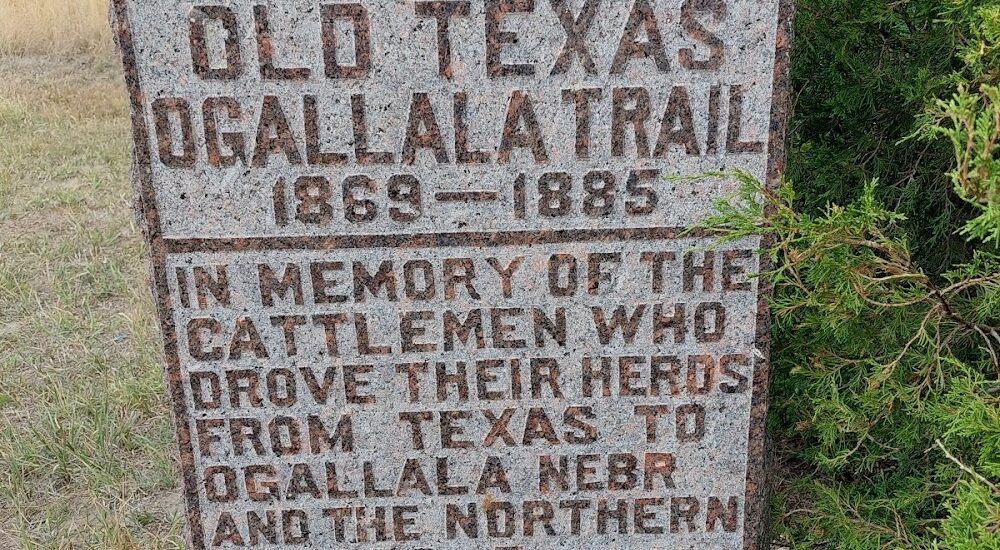 OLD TEXAS
OGALLALA TRAIL
1869—1885
IN MEMORY OF THE
CATTLEMEN WHO
DROVE THEIR HERDS
FROM TEXAS TO
OGALLALA NEBR
AND THE NORTHERN